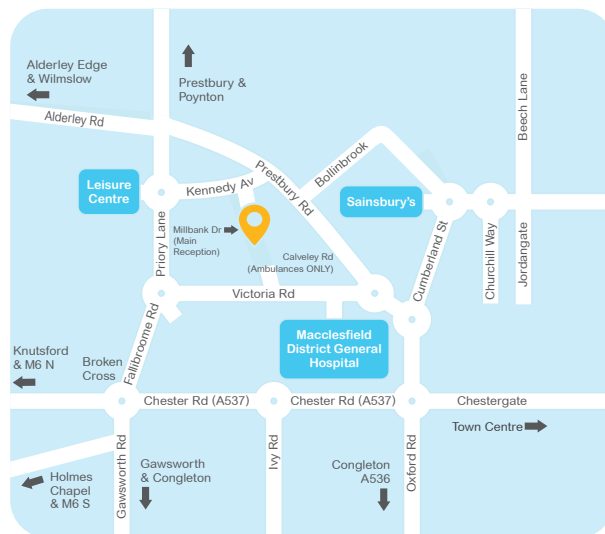 Alderley Edge
& Wilmslow
Prestbury &
Poynton
Beech Lane
Alderley Rd
Bollinbrook
Prestbury Rd
Leisure
Centre
Kennedy Av
Sainsbury's
Millbank Dr
(Main
Reception)
Calveley Rd
(Ambulances ONLY)
Priory Lane
Cumberland St
Churchill Way
Jordangate
Victoria Rd
Macclesfield
District General
Hospital
Fallibroome Rd
Knutsford
& M6 N
Broken
Cross
Chester Rd (A537)
Chester Rd (A537)
Chestergate
Town Centre
Gawsworth Rd
Gawsworth
& Congleton
Ivy Rd
Congleton
A536
Oxford Rd
Holmes
Chapel
& M6 S